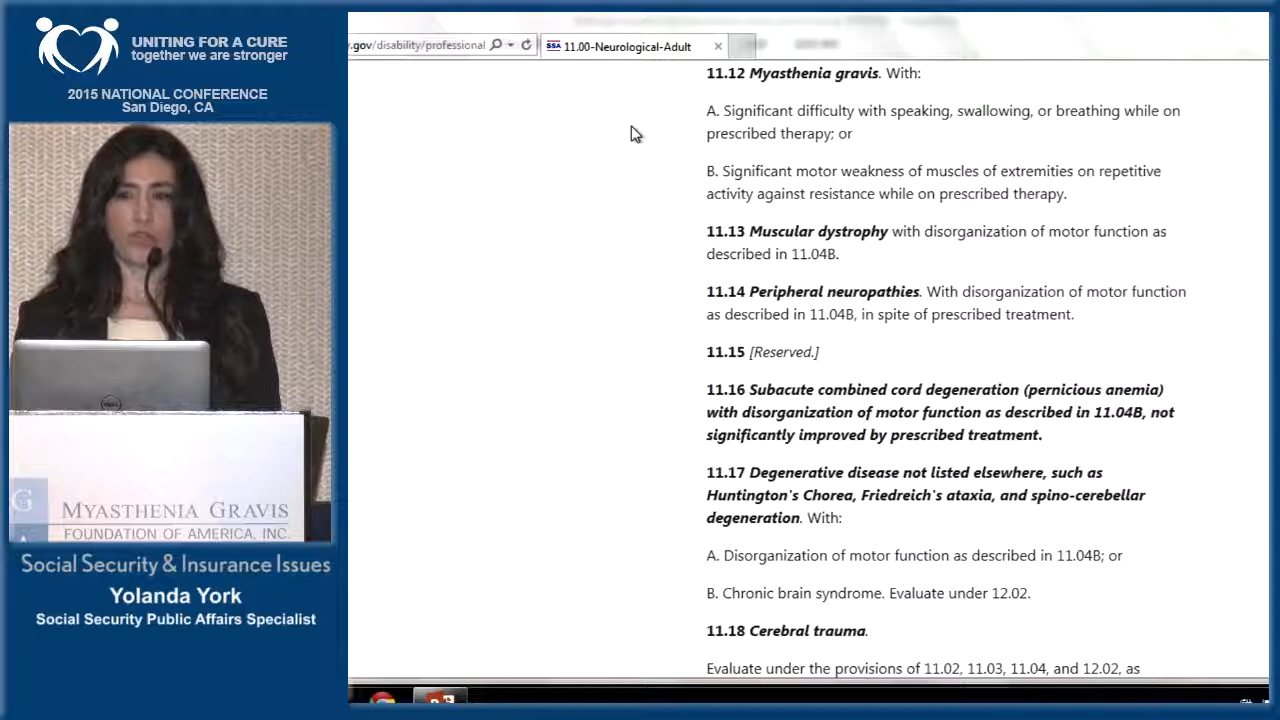 UNITING FOR A CURE
together we are stronger
2015 NATIONAL CONFERENCE
San Diego, CA
MYASTHENIA GRAVIS
FOUNDATION OF AMERICA, INC.
Social Security & Insurance Issues
Yolanda York
Social Security Public Affairs Specialist
.gov/disability/professional
SSA 11.00-Neurological-Adult
11.12 Myasthenia gravis. With:
A. Significant difficulty with speaking, swallowing, or breathing while on
prescribed therapy; or
B. Significant motor weakness of muscles of extremities on repetitive
activity against resistance while on prescribed therapy.
11.13 Muscular dystrophy with disorganization of motor function as
described in 11.04B.
11.14 Peripheral neuropathies. With disorganization of motor function
as described in 11.04B, in spite of prescribed treatment.
11.15 [Reserved.]
11.16 Subacute combined cord degeneration (pernicious anemia)
with disorganization of motor function as described in 11.04B, not
significantly improved by prescribed treatment.
11.17 Degenerative disease not listed elsewhere, such as
Huntington's Chorea, Friedreich's ataxia, and spino-cerebellar
degeneration. With:
A. Disorganization of motor function as described in 11.04B; or
B. Chronic brain syndrome. Evaluate under 12.02.
11.18 Cerebral trauma.
Evaluate under the provisions of 11.02, 11.03, 11.04, and 12.02, as